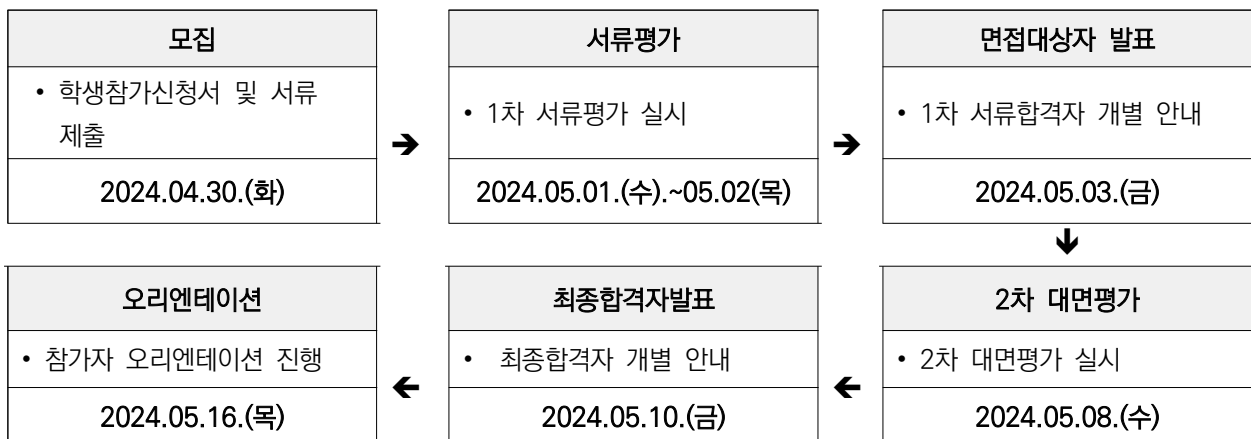 모집
• 학생참가신청서 및 서류
제출
2024.04.30.(화)
➔
서류평가
• 1차 서류평가 실시
2024.05.01.(수).~05.02(목)
➔
면접대상자 발표
• 1차 서류합격자 개별 안내
2024.05.03.(금)
🡫
2차 대면평가
• 2차 대면평가 실시
2024.05.08.(수)
🡨
최종합격자발표
• 최종합격자 개별 안내
2024.05.10.(금)
🡨
오리엔테이션
• 참가자 오리엔테이션 진행
2024.05.16.(목)